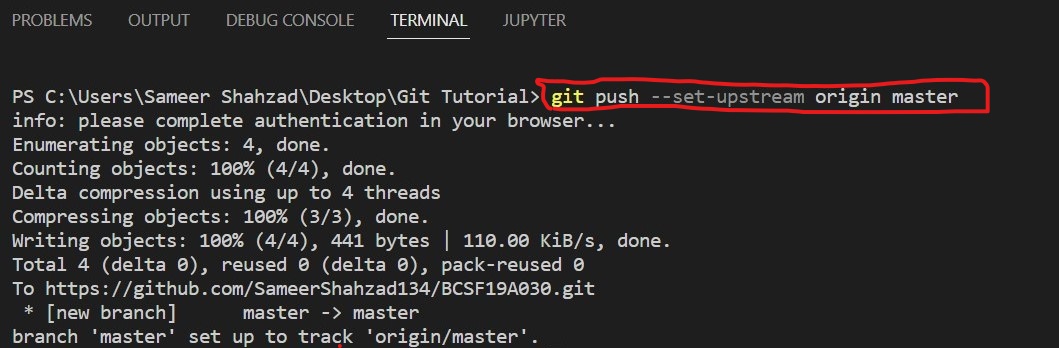 PROBLEMS OUTPUT DEBUG CONSOLE TERMINAL JUPYTER
PS C:\Users\Sameer Shahzad\Desktop\Git Tutorial> git push --set-upstream origin master
info: please complete authentication in your browser...
Enumerating objects: 4, done.
Counting objects: 100% (4/4), done.
Delta compression using up to 4 threads
Compressing objects: 100% (3/3), done.
Writing objects: 100% (4/4), 441 bytes | 110.00 KiB/s, done.
Total 4 (delta 0), reused 0 (delta 0), pack-reused 0
To https://github.com/SameerShahzad134/BCSF19A030.git
 * [new branch]      master -> master
branch 'master' set up to track 'origin/master'.